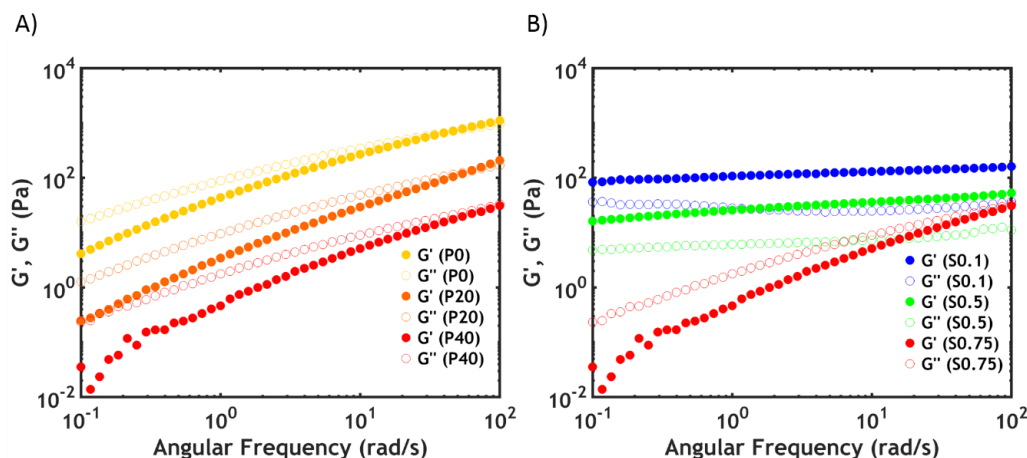 A)
G', G'' (Pa)
10^4
10^2
10^0
10^-2
G' (P0)
G'' (P0)
G' (P20)
G'' (P20)
G' (P40)
G'' (P40)
10^-1
10^0
10^1
10^2
Angular Frequency (rad/s)
B)
G', G'' (Pa)
10^4
10^2
10^0
10^-2
G' (S0.1)
G'' (S0.1)
G' (S0.5)
G'' (S0.5)
G' (S0.75)
G'' (S0.75)
10^-1
10^0
10^1
10^2
Angular Frequency (rad/s)